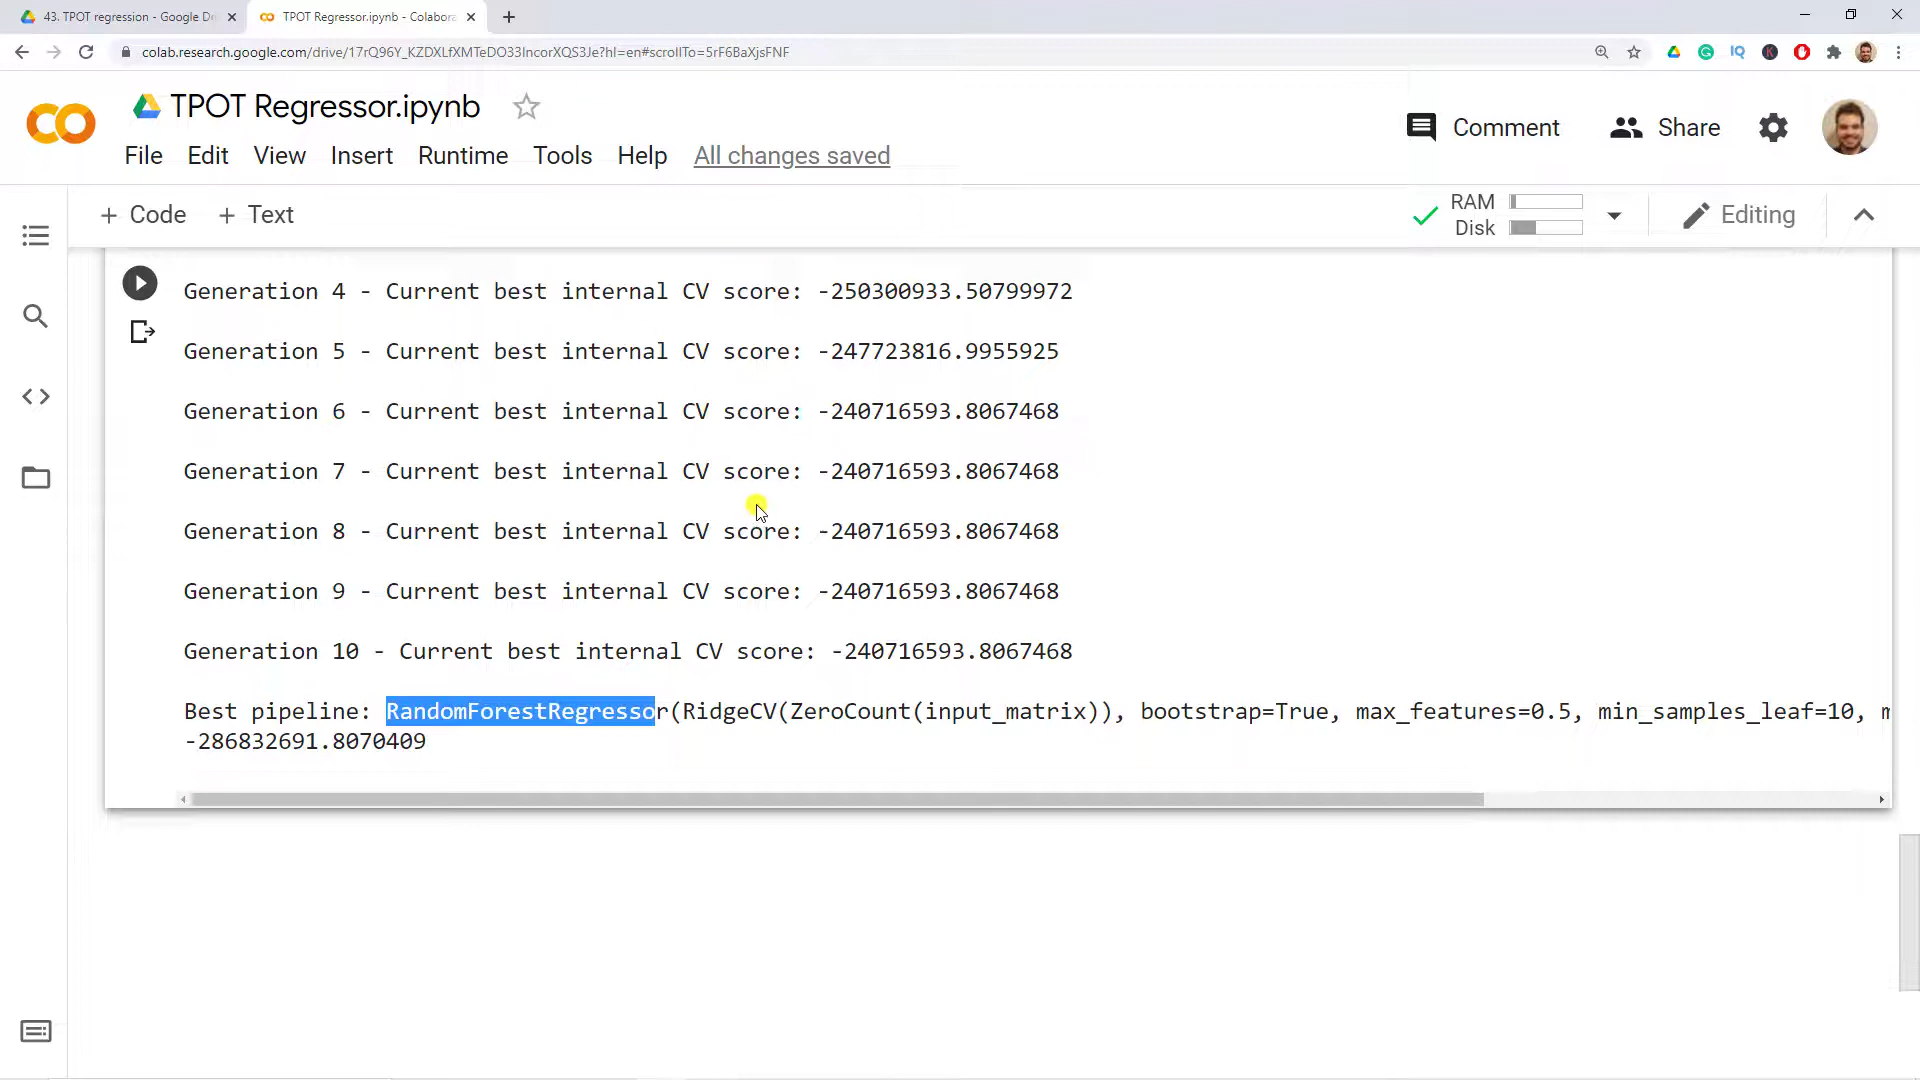 43. TPOT regression - Google Dri
TPOT Regressor.ipynb - Colabora
colab.research.google.com/drive/17rQ96Y_KZDXLfXMTeDO33IncorXQS3Je?hl=en#scrollTo=5rF6BaXjsFNF
TPOT Regressor.ipynb
Comment
Share
File Edit View Insert Runtime Tools Help All changes saved
+ Code + Text
RAM
Disk
Editing
Generation 4 - Current best internal CV score: -250300933.50799972
Generation 5 - Current best internal CV score: -247723816.9955925
Generation 6 - Current best internal CV score: -240716593.8067468
Generation 7 - Current best internal CV score: -240716593.8067468
Generation 8 - Current best internal CV score: -240716593.8067468
Generation 9 - Current best internal CV score: -240716593.8067468
Generation 10 - Current best internal CV score: -240716593.8067468
Best pipeline: RandomForestRegressor(RidgeCV(ZeroCount(input_matrix)), bootstrap=True, max_features=0.5, min_samples_leaf=10, m
-286832691.8070409